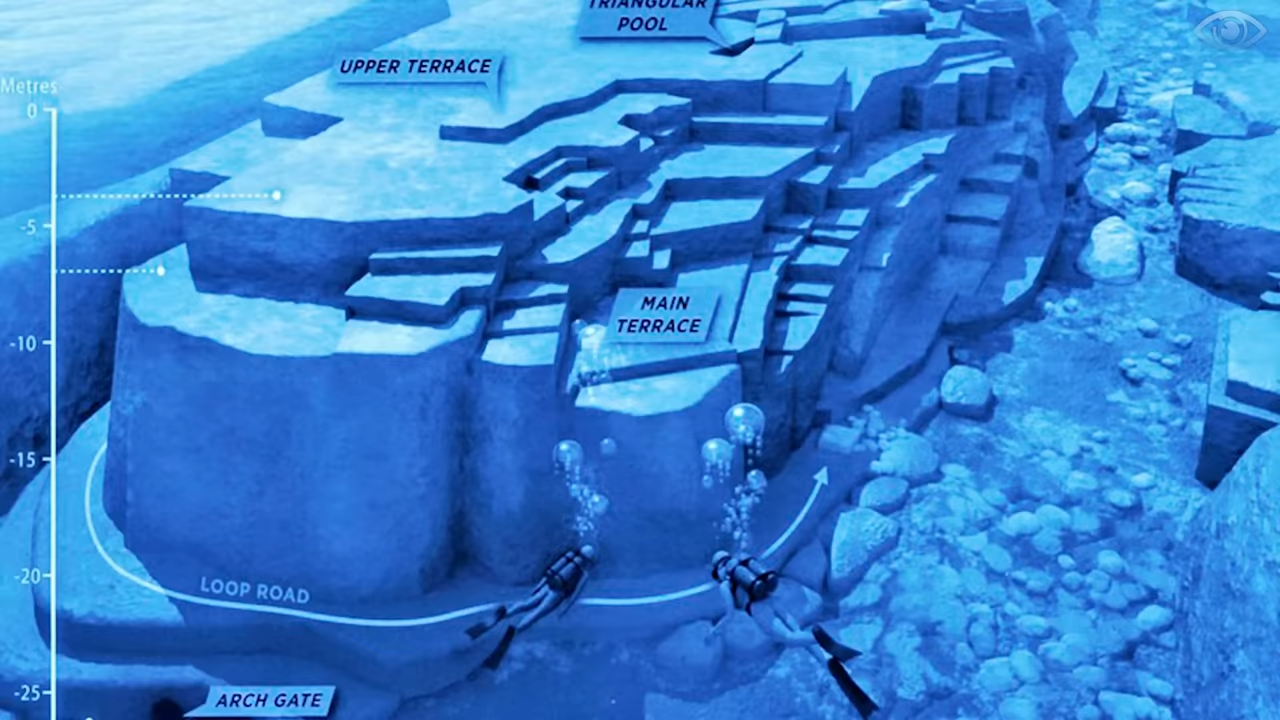 TRIANGULAR
POOL
UPPER TERRACE
Metres
0
-5
-10
MAIN
TERRACE
-15
-20
LOOP ROAD
-25
ARCH GATE